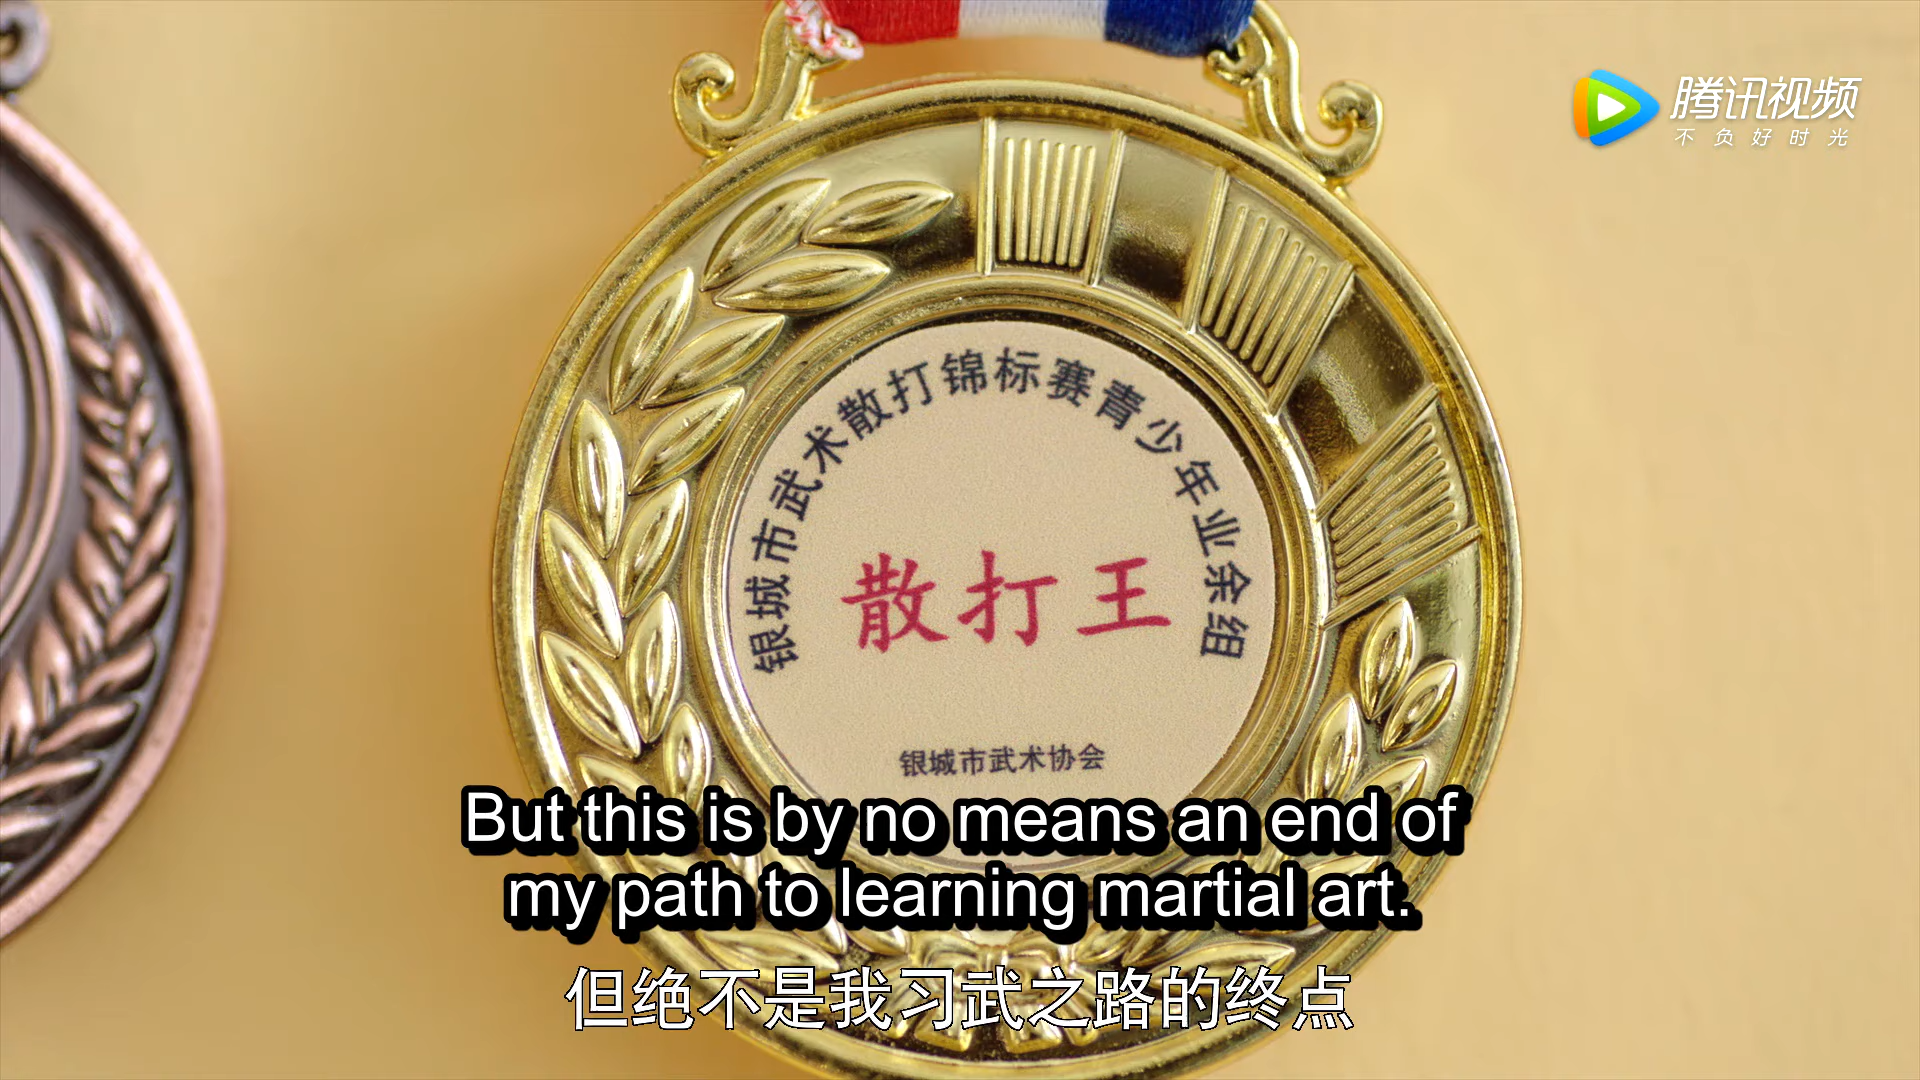 腾讯视频
不负好时光
银城市武术散打锦标赛青少年业余组
散打王
银城市武术协会
But this is by no means an end of
my path to learning martial art.
但绝不是我习武之路的终点